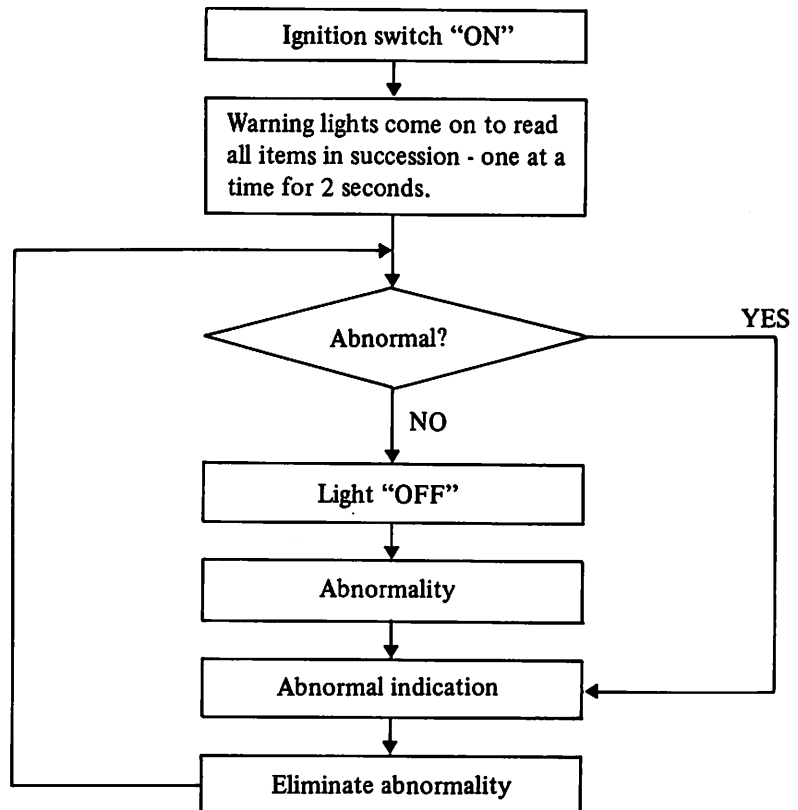 Ignition switch “ON”
Warning lights come on to read
all items in succession - one at a
time for 2 seconds.
Abnormal?
YES
NO
Light “OFF”
Abnormality
Abnormal indication
Eliminate abnormality